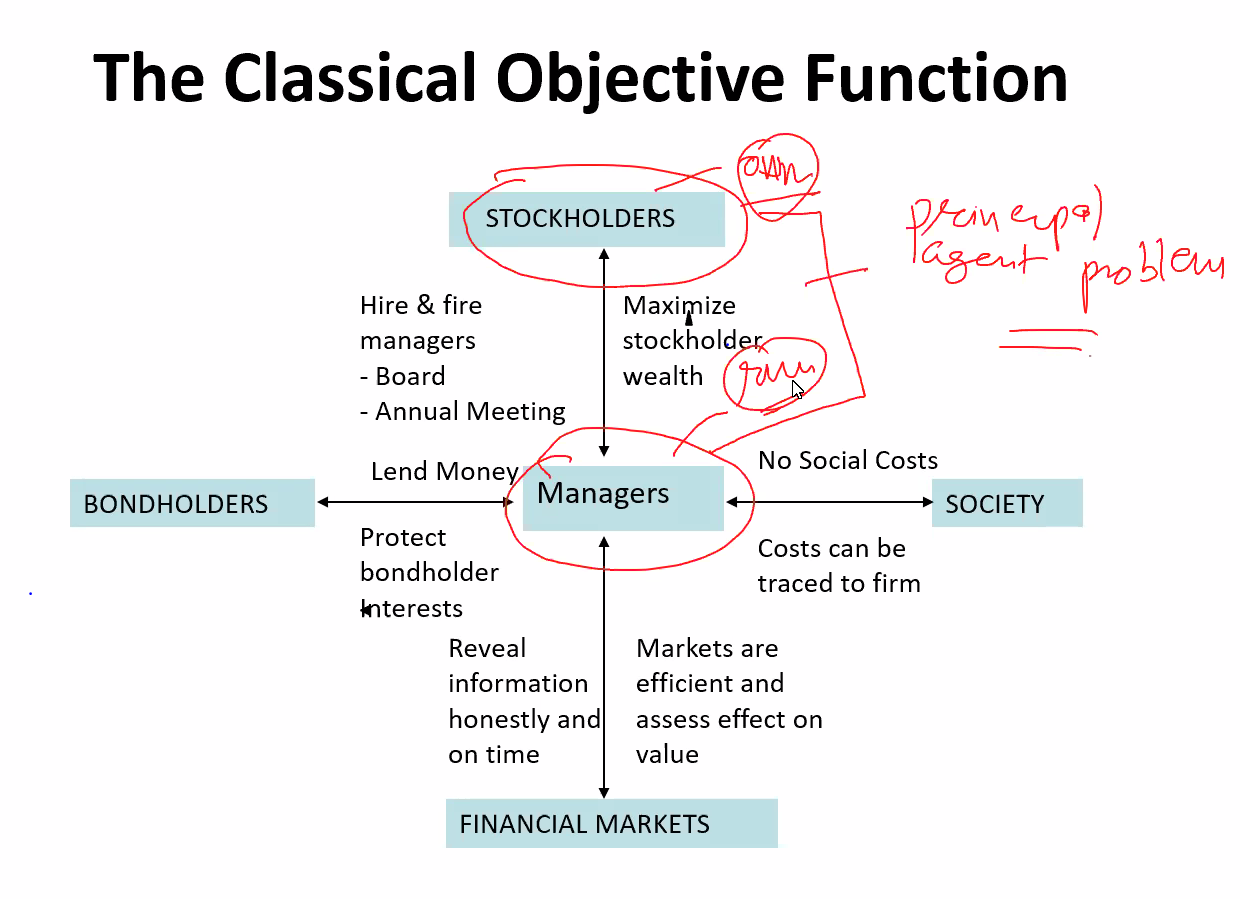 The Classical Objective Function
own
STOCKHOLDERS
principal
agent problem
Hire & fire
managers
- Board
- Annual Meeting
Maximize
stockholder
wealth
run
Lend Money
Managers
No Social Costs
BONDHOLDERS
SOCIETY
Protect
bondholder
Interests
Costs can be
traced to firm
Reveal
information
honestly and
on time
Markets are
efficient and
assess effect on
value
FINANCIAL MARKETS